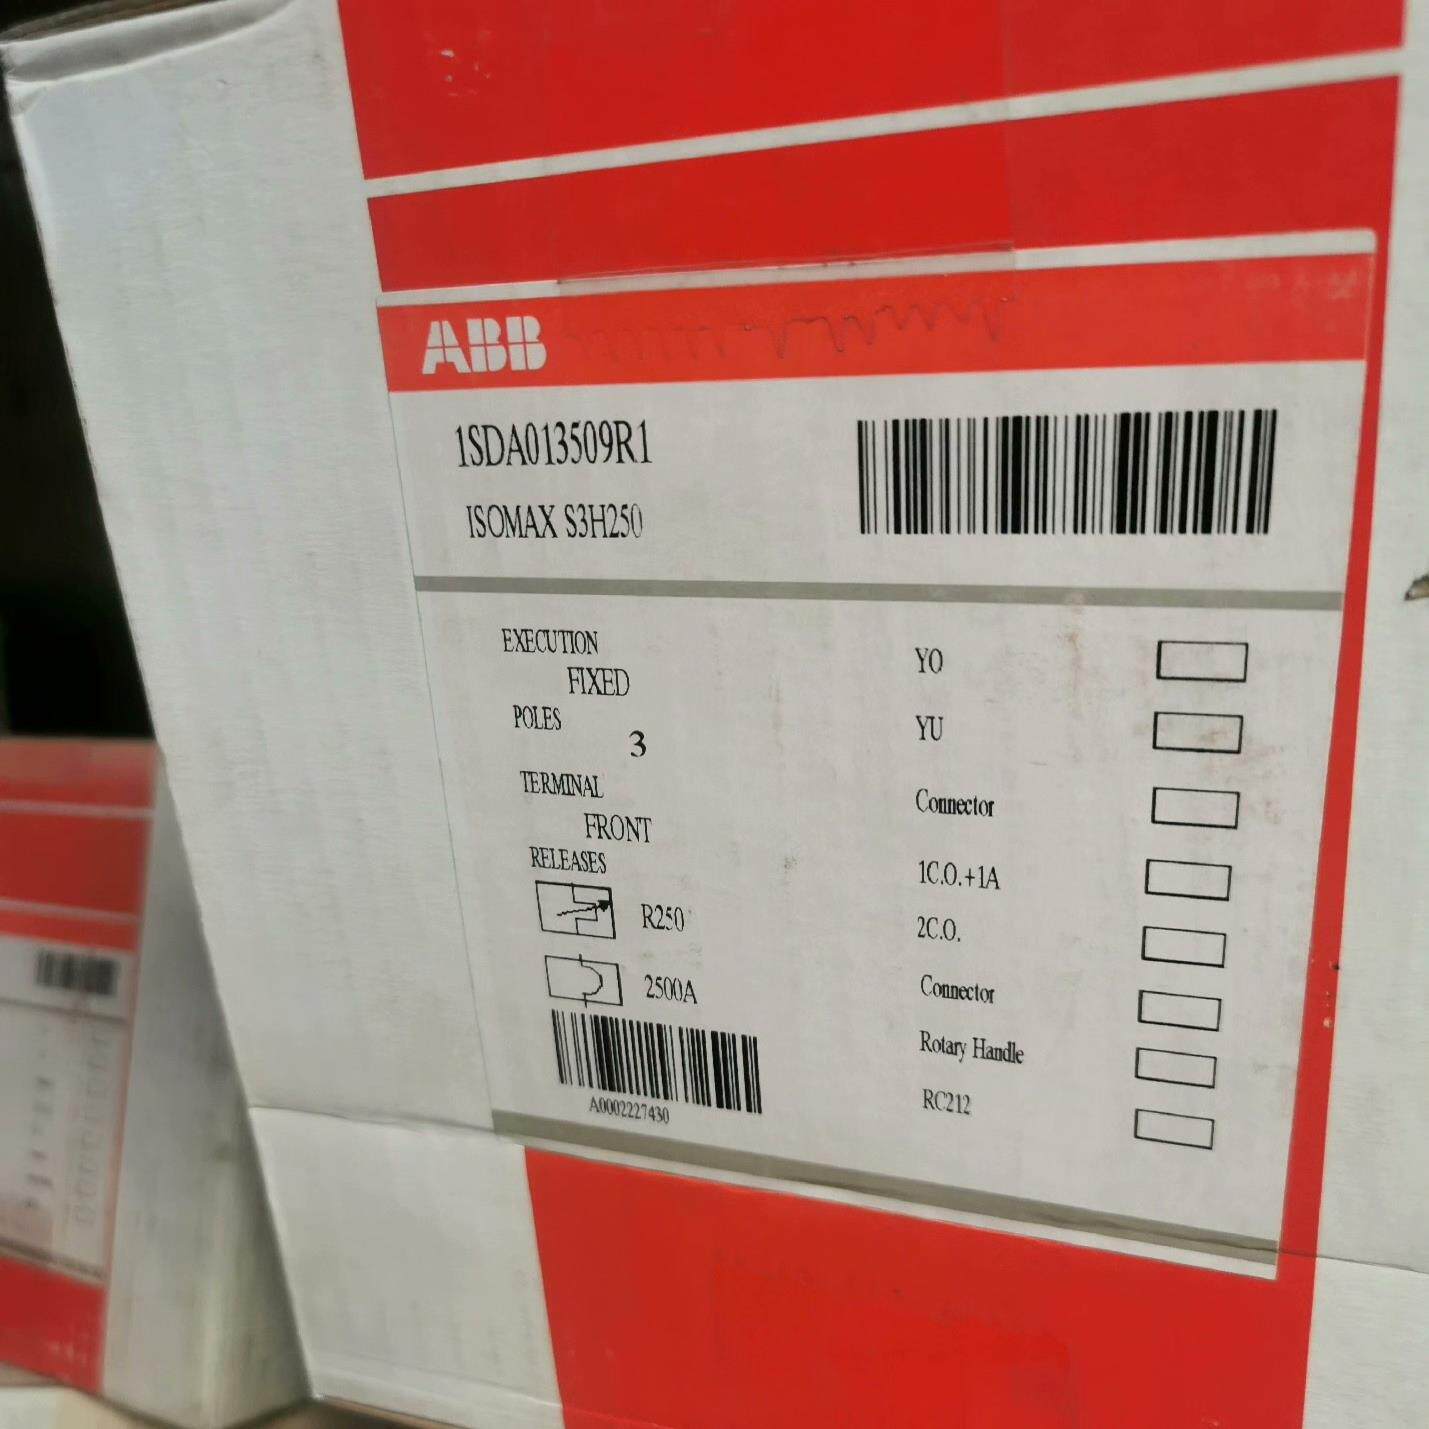 ABB
1SDA013509R1
ISOMAX S3H250
EXECUTION
FIXED
POLES
3
TERMINAL
FRONT
RELEASES
R250
2500A
A0002227430
YO
YU
Connector
1C.O.+1A
2C.O.
Connector
Rotary Handle
RC212